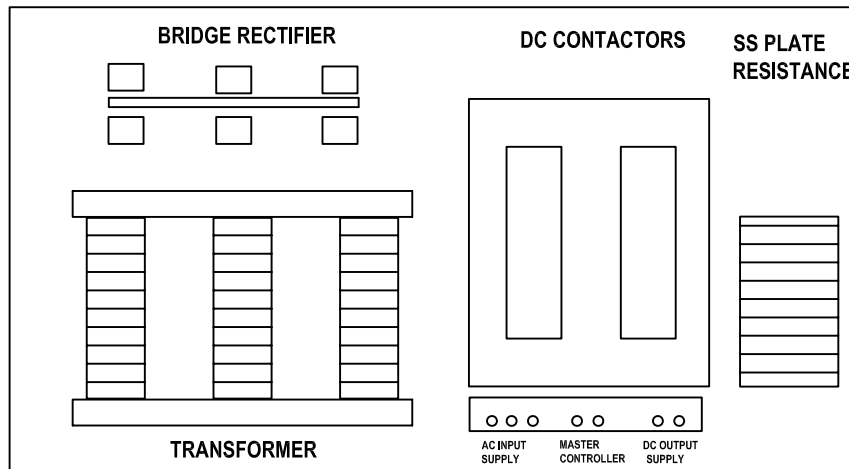 BRIDGE RECTIFIER
DC CONTACTORS
SS PLATE
RESISTANCE
TRANSFORMER
AC INPUT
SUPPLY
MASTER
CONTROLLER
DC OUTPUT
SUPPLY